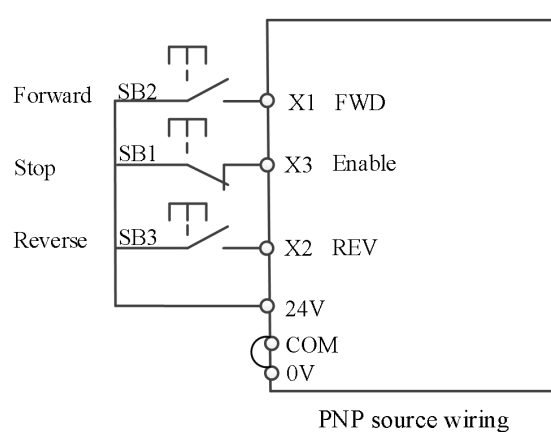 Forward SB2 X1 FWD
Stop SB1 X3 Enable
Reverse SB3 X2 REV
24V
COM
0V
PNP source wiring